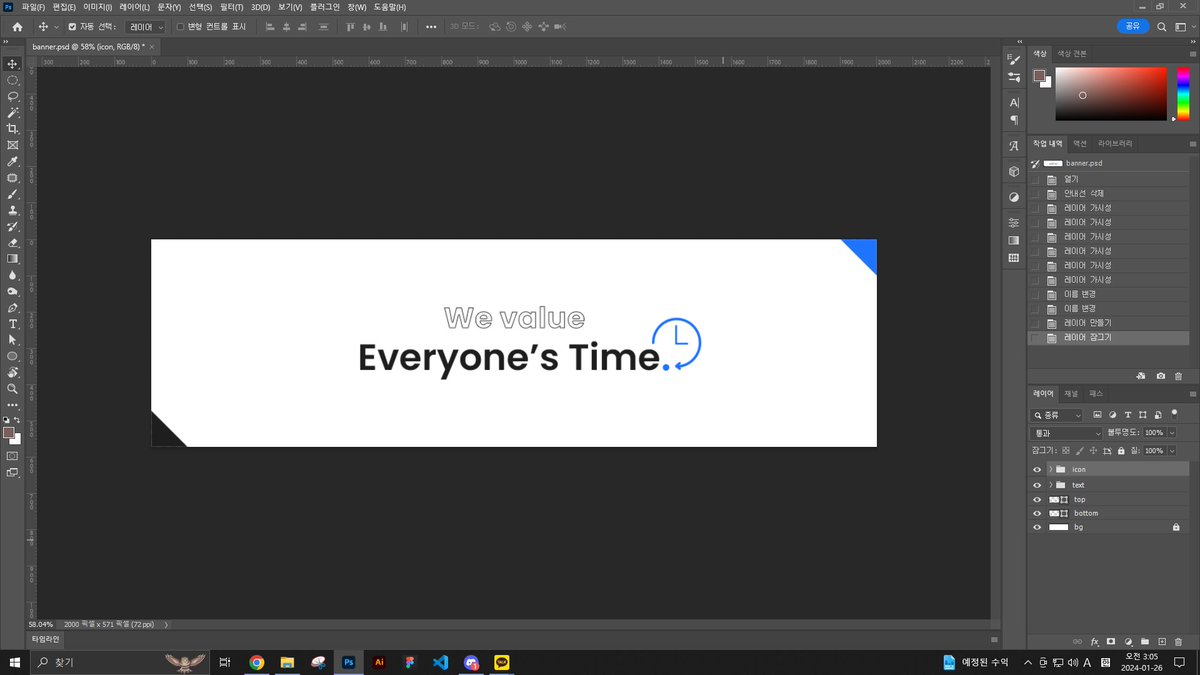 파일(F) 편집(E) 이미지(I) 레이어(L) 문자(Y) 선택(S) 필터(T) 3D(D) 보기(V) 플러그인 창(W) 도움말(H)
자동 선택: 레이어 변형 컨트롤 표시 3D 모드: 공유
banner.psd @ 58% (icon, RGB/8) *
색상 색상 견본
작업 내역 액션 라이브러리
banner.psd
열기
안내선 삭제
레이어 가시성
레이어 가시성
레이어 가시성
레이어 가시성
레이어 가시성
레이어 가시성
이름 변경
이름 변경
레이어 만들기
레이어 잠그기
We value
Everyone’s Time.
레이어 채널 패스
종류
통과 불투명도: 100%
잠그기: 칠: 100%
icon
text
top
bottom
bg
58.04% 2000 픽셀 x 571 픽셀 (72 ppi)
타임라인
찾기
Ps
Ai
예정된 수익
A
오전 3:05
2024-01-26